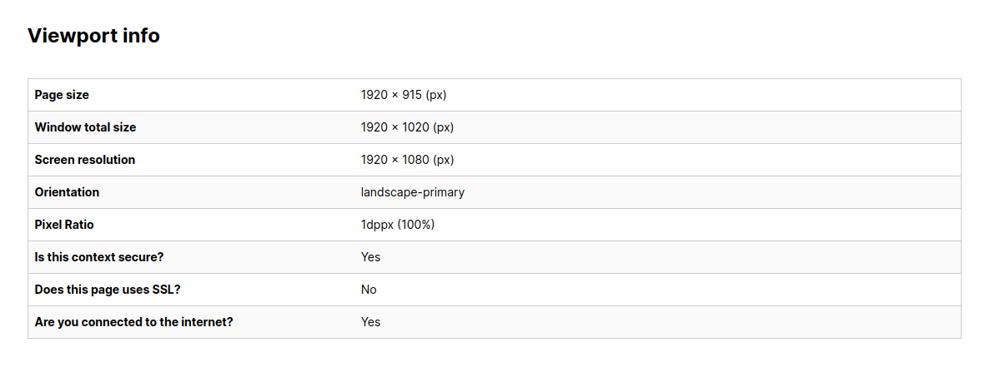 Viewport info
Page size 1920 × 915 (px)
Window total size 1920 × 1020 (px)
Screen resolution 1920 × 1080 (px)
Orientation landscape-primary
Pixel Ratio 1dppx (100%)
Is this context secure? Yes
Does this page uses SSL? No
Are you connected to the internet? Yes